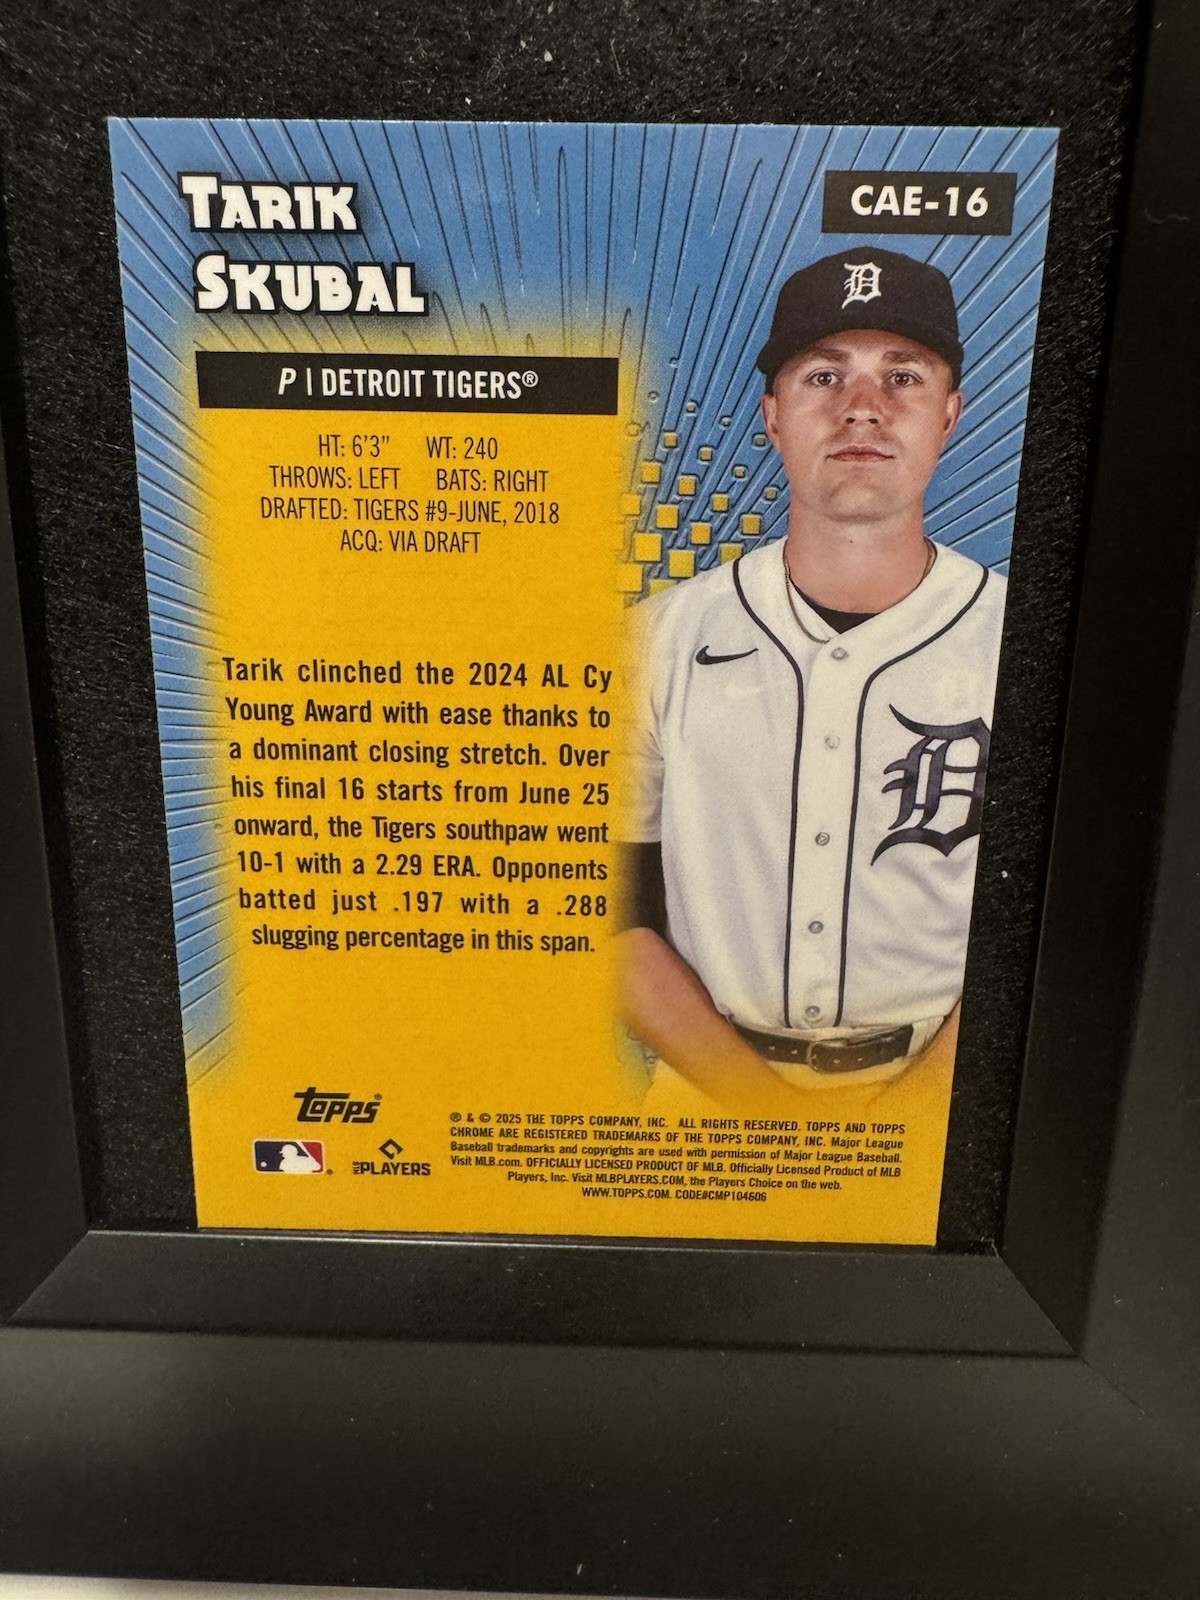 TARIK
SKUBAL
CAE-16
P | DETROIT TIGERS®
HT: 6'3" WT: 240
THROWS: LEFT BATS: RIGHT
DRAFTED: TIGERS #9-JUNE, 2018
ACQ: VIA DRAFT
Tarik clinched the 2024 AL Cy
Young Award with ease thanks to
a dominant closing stretch. Over
his final 16 starts from June 25
onward, the Tigers southpaw went
10-1 with a 2.29 ERA. Opponents
batted just .197 with a .288
slugging percentage in this span.
D
D
topps®
MLB PLAYERS
® & © 2025 THE TOPPS COMPANY, INC. ALL RIGHTS RESERVED. TOPPS AND TOPPS
CHROME ARE REGISTERED TRADEMARKS OF THE TOPPS COMPANY, INC. Major League
Baseball trademarks and copyrights are used with permission of Major League Baseball.
Visit MLB.com. OFFICIALLY LICENSED PRODUCT OF MLB. Officially Licensed Product of MLB
Players, Inc. Visit MLBPLAYERS.COM, the Players Choice on the web.
WWW.TOPPS.COM. CODE#CMP104606